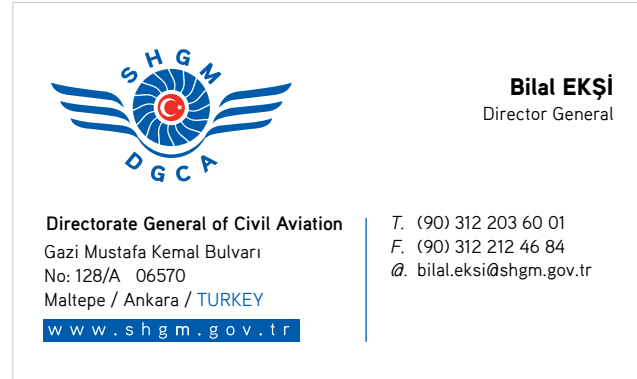 SHGM
DGCA
Bilal EKŞİ
Director General
Directorate General of Civil Aviation
Gazi Mustafa Kemal Bulvarı
No: 128/A 06570
Maltepe / Ankara / TURKEY
www.shgm.gov.tr
T. (90) 312 203 60 01
F. (90) 312 212 46 84
@. bilal.eksi@shgm.gov.tr